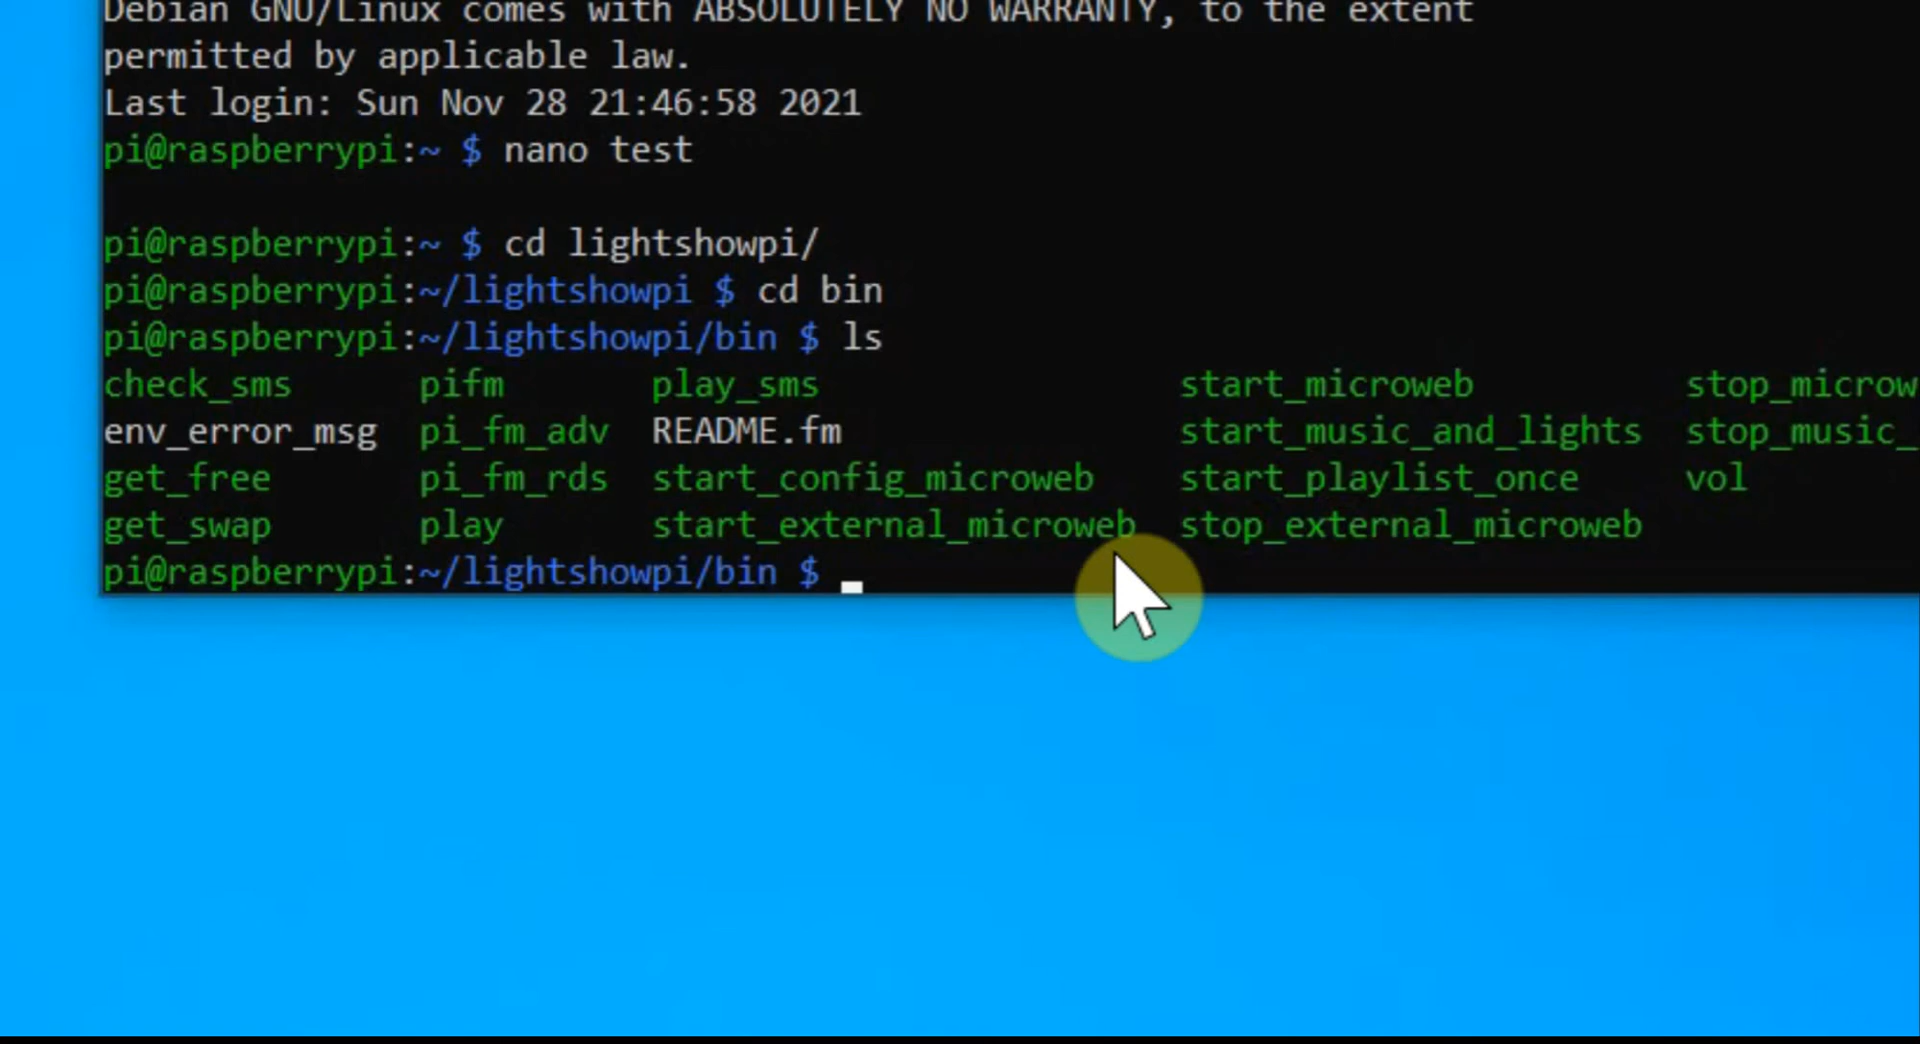 Debian GNU/Linux comes with ABSOLUTELY NO WARRANTY, to the extent
permitted by applicable law.
Last login: Sun Nov 28 21:46:58 2021
pi@raspberrypi:~ $ nano test
pi@raspberrypi:~ $ cd lightshowpi/
pi@raspberrypi:~/lightshowpi $ cd bin
pi@raspberrypi:~/lightshowpi/bin $ ls
check_sms pifm play_sms start_microweb stop_microw
env_error_msg pi_fm_adv README.fm start_music_and_lights stop_music_
get_free pi_fm_rds start_config_microweb start_playlist_once vol
get_swap play start_external_microweb stop_external_microweb
pi@raspberrypi:~/lightshowpi/bin $